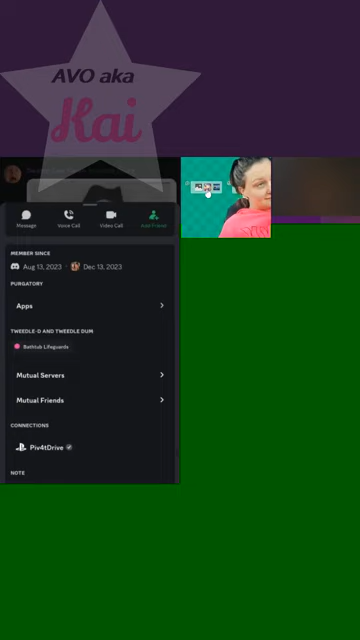 AVO aka
Kai
Message
Voice Call
Video Call
Add Friend
MEMBER SINCE
Aug 13, 2023 · Dec 13, 2023
PURGATORY
Apps
TWEEDLE-D AND TWEEDLE DUM
Bathtub Lifeguards
Mutual Servers
Mutual Friends
CONNECTIONS
Piv4tDrive
NOTE